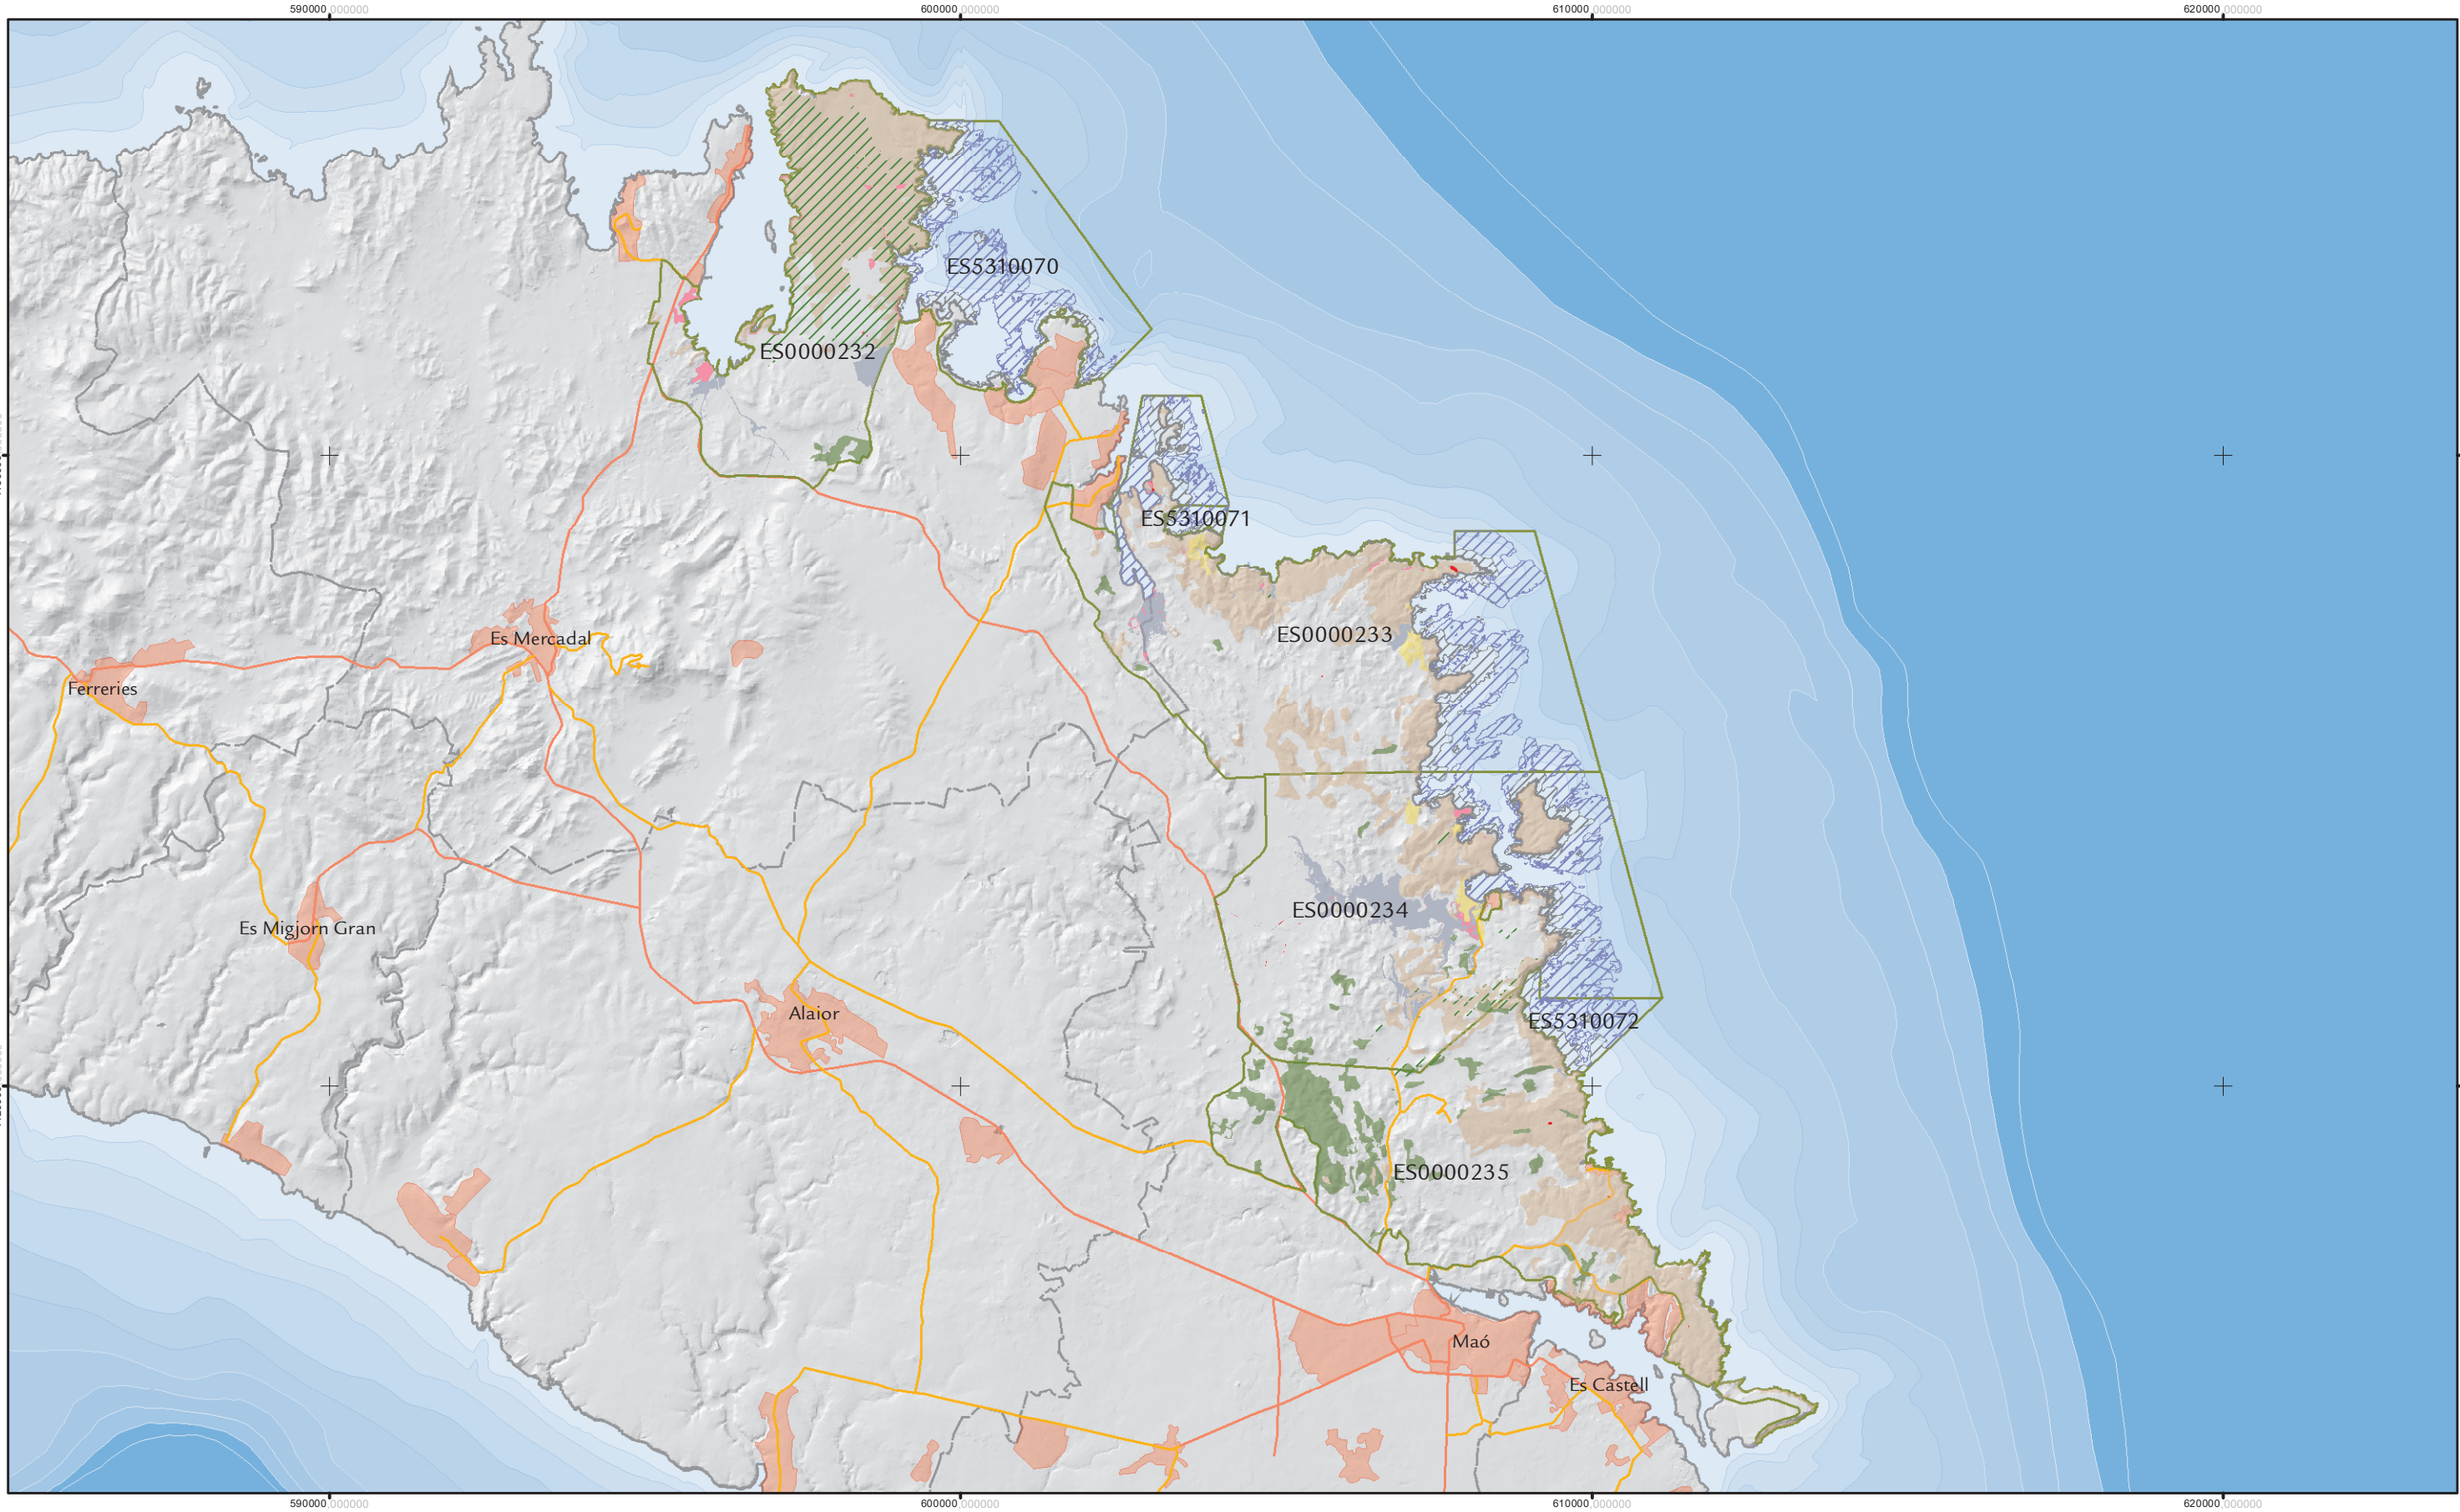 590000,000000 600000,000000 610000,000000 620000,000000
ES5310070
ES0000232
ES5310071
ES0000233
Es Mercadal
Ferreries
ES0000234
Es Migjorn Gran
Alaior
ES5310072
ES0000235
Maó
Es Castell
590000,000000 600000,000000 610000,000000 620000,000000